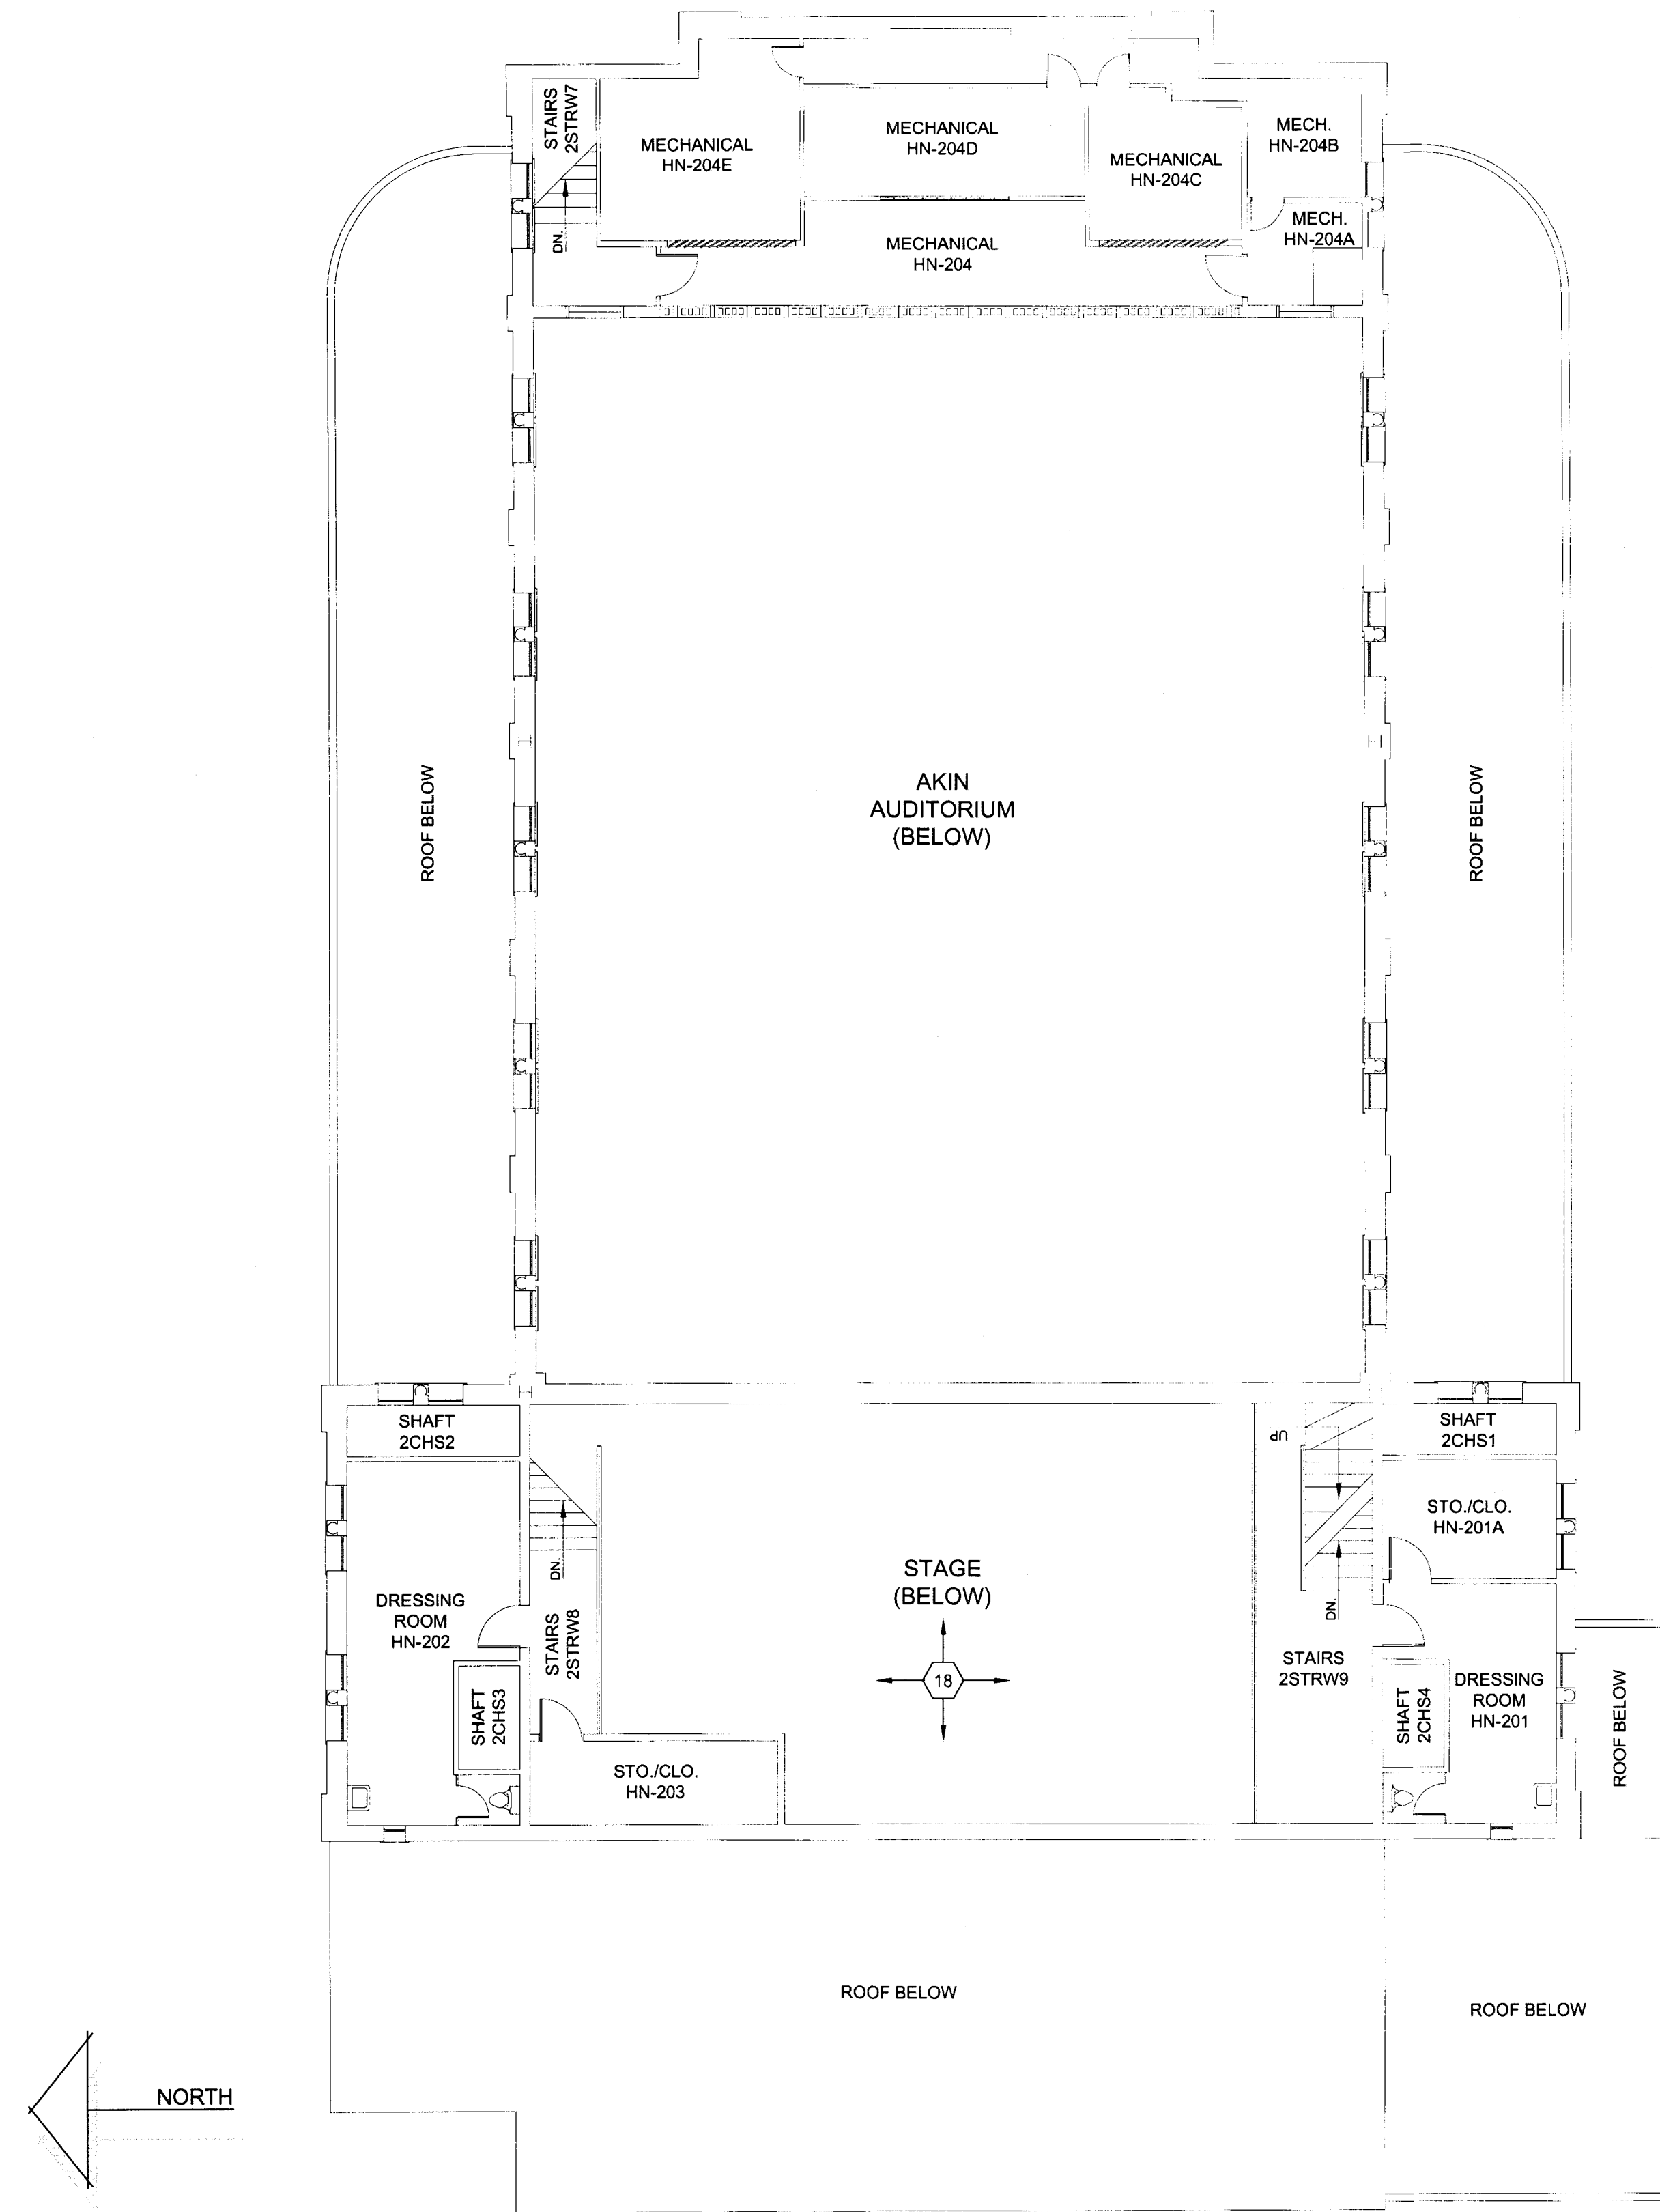 STAIRS
2STRW7
MECHANICAL
HN-204E
MECHANICAL
HN-204D
MECHANICAL
HN-204C
MECH.
HN-204B
MECH.
HN-204A
DN.
MECHANICAL
HN-204
ROOF BELOW
AKIN
AUDITORIUM
(BELOW)
ROOF BELOW
SHAFT
2CHS2
UP
SHAFT
2CHS1
STO./CLO.
HN-201A
DN.
STAGE
(BELOW)
DRESSING
ROOM
HN-202
STAIRS
2STRW8
DN.
STAIRS
2STRW9
18
SHAFT
2CHS3
SHAFT
2CHS4
DRESSING
ROOM
HN-201
ROOF BELOW
STO./CLO.
HN-203
ROOF BELOW
ROOF BELOW
NORTH